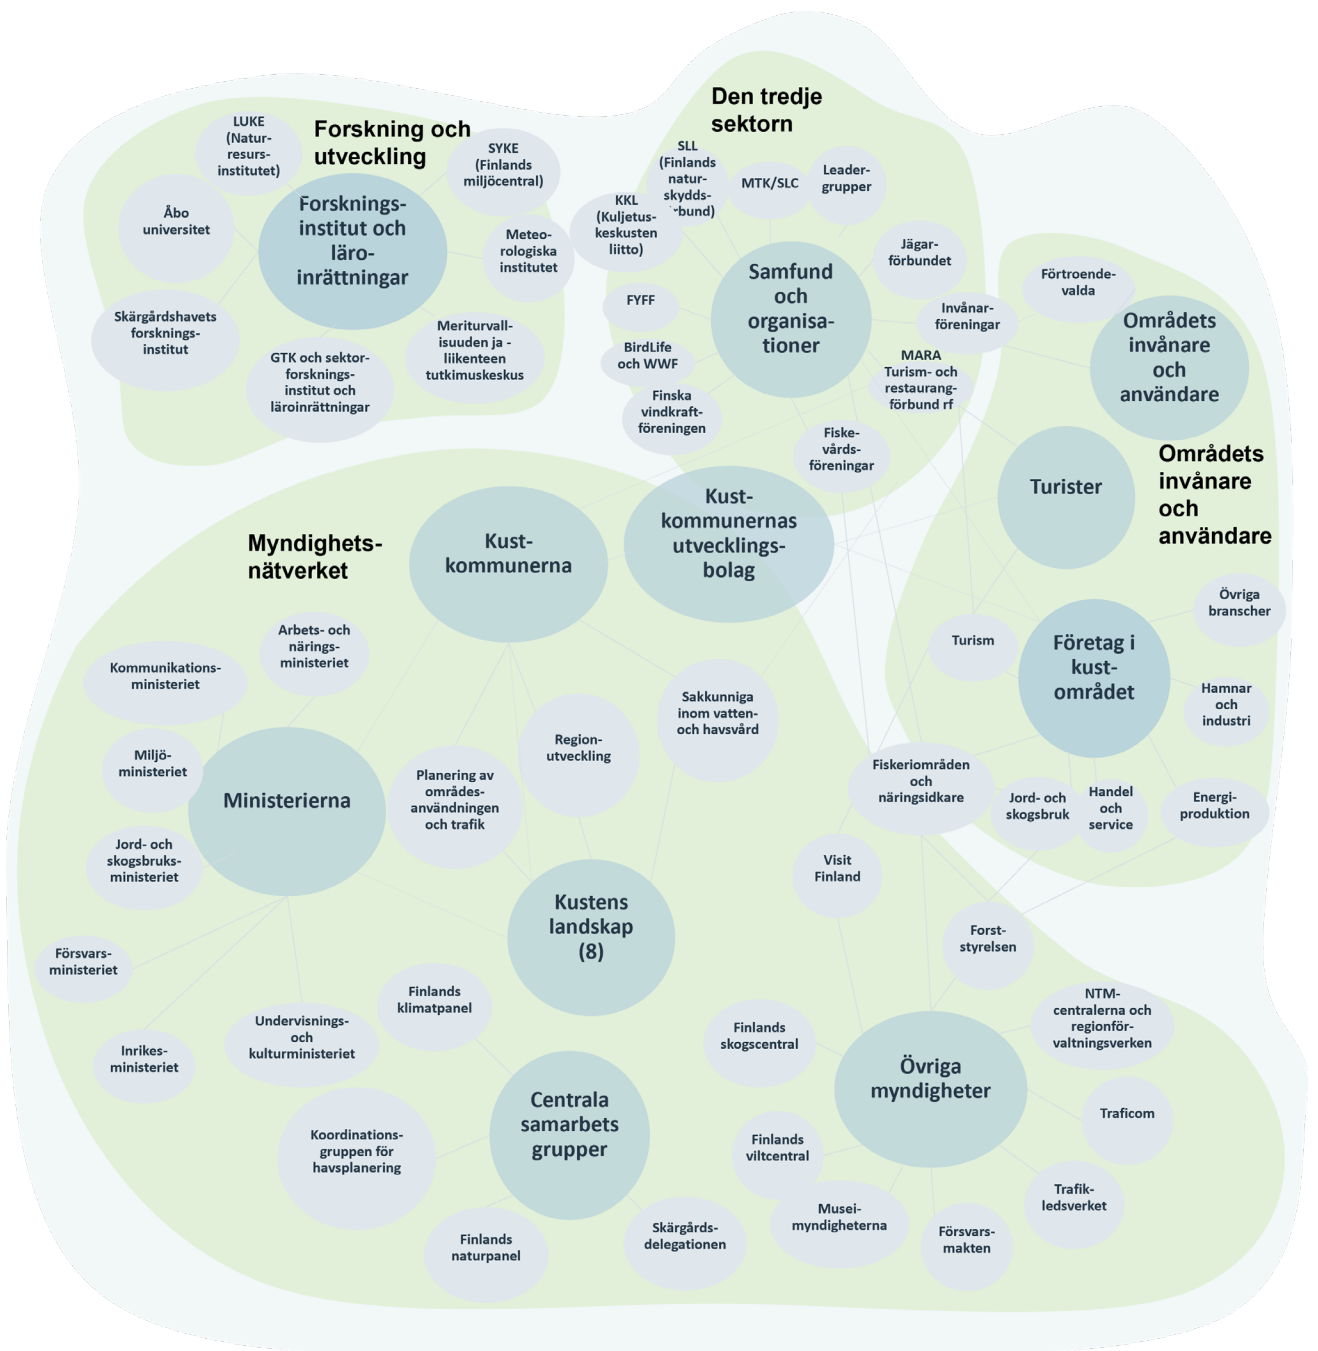 Forskning och
utveckling
LUKE
(Natur-
resurs-
institutet)
SYKE
(Finlands
miljöcentral)
Åbo
universitet
Forsknings-
institut och
läro-
inrättningar
Meteo-
rologiska
institutet
Skärgårdshavets
forsknings-
institut
GTK och sektor-
forsknings-
institut och
läroinrättningar
Meriturvall-
isuuden ja -
liikenteen
tutkimuskeskus
Den tredje
sektorn
SLL
(Finlands
natur-
skydds-
rbund)
MTK/SLC
Leader-
grupper
KKL
(Kuljetus-
keskusten
liitto)
Jägar-
förbundet
Samfund
och
organisa-
tioner
FYFF
Invånar-
föreningar
BirdLife
och WWF
MARA
Turism- och
restaurang-
förbund rf
Finska
vindkraft-
föreningen
Fiske-
vårds-
föreningar
Förtroende-
valda
Områdets
invånare
och
användare
Områdets
invånare
och
användare
Turister
Turism
Företag i
kust-
området
Övriga
branscher
Hamnar
och
industri
Fiskeriområden
och
näringsidkare
Jord- och
skogsbruk
Handel
och
service
Energi-
produktion
Myndighets-
nätverket
Kust-
kommunerna
Kust-
kommunernas
utvecklings-
bolag
Arbets- och
närings-
ministeriet
Kommunikations-
ministeriet
Miljö-
ministeriet
Ministerierna
Jord- och
skogsbruks-
ministeriet
Försvars-
ministeriet
Inrikes-
ministeriet
Undervisnings-
och
kulturministeriet
Planering av
områdes-
användningen
och trafik
Region-
utveckling
Sakkunniga
inom vatten-
och havsvård
Kustens
landskap
(8)
Finlands
klimatpanel
Centrala
samarbets
grupper
Koordinations-
gruppen för
havsplanering
Finlands
naturpanel
Skärgårds-
delegationen
Visit
Finland
Forst-
styrelsen
Finlands
skogscentral
Övriga
myndigheter
NTM-
centralerna och
regionför-
valtningsverken
Traficom
Finlands
viltcentral
Trafik-
ledsverket
Musei-
myndigheterna
Försvars-
makten